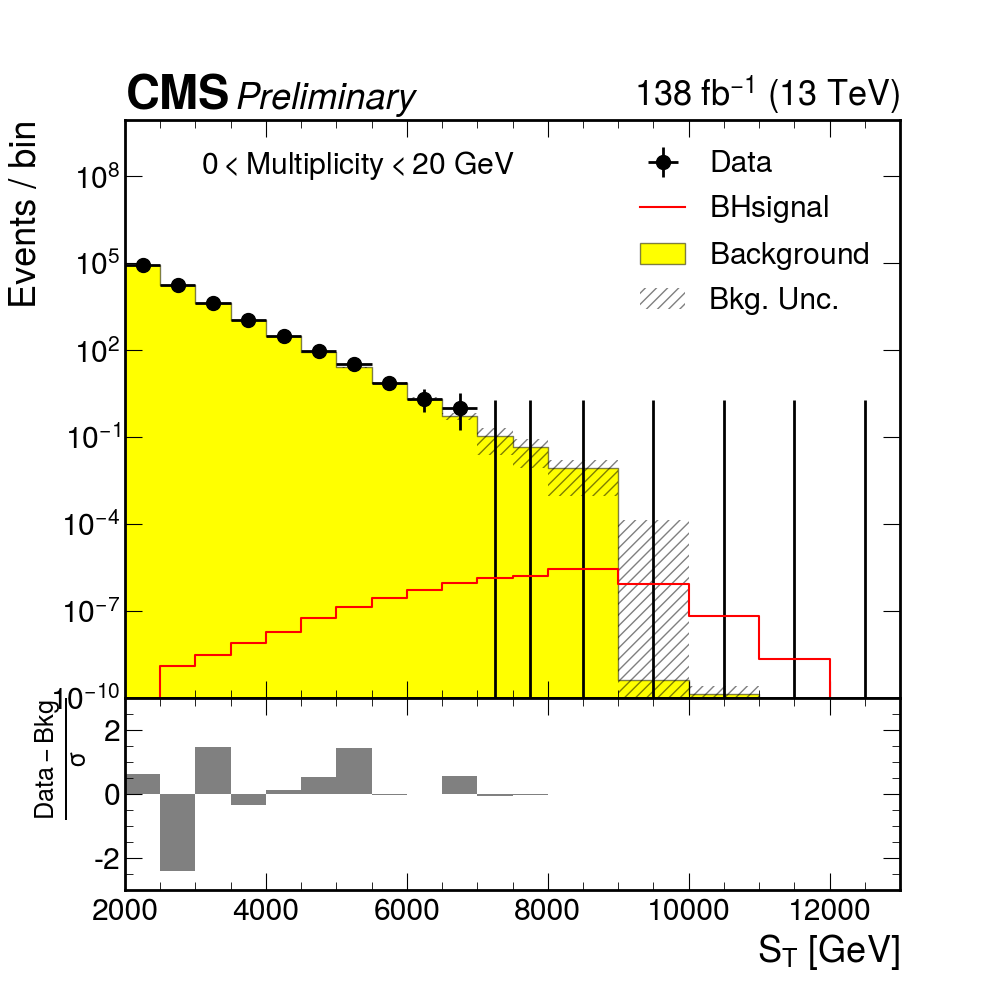 CMS Preliminary 138 fb⁻¹ (13 TeV)
Events / bin
0 < Multiplicity < 20 GeV
Data
BHsignal
Background
Bkg. Unc.
10⁸
10⁵
10²
10⁻¹
10⁻⁴
10⁻⁷
10⁻¹⁰
Data – Bkg
σ
2
0
-2
2000 4000 6000 8000 10000 12000
S_T [GeV]